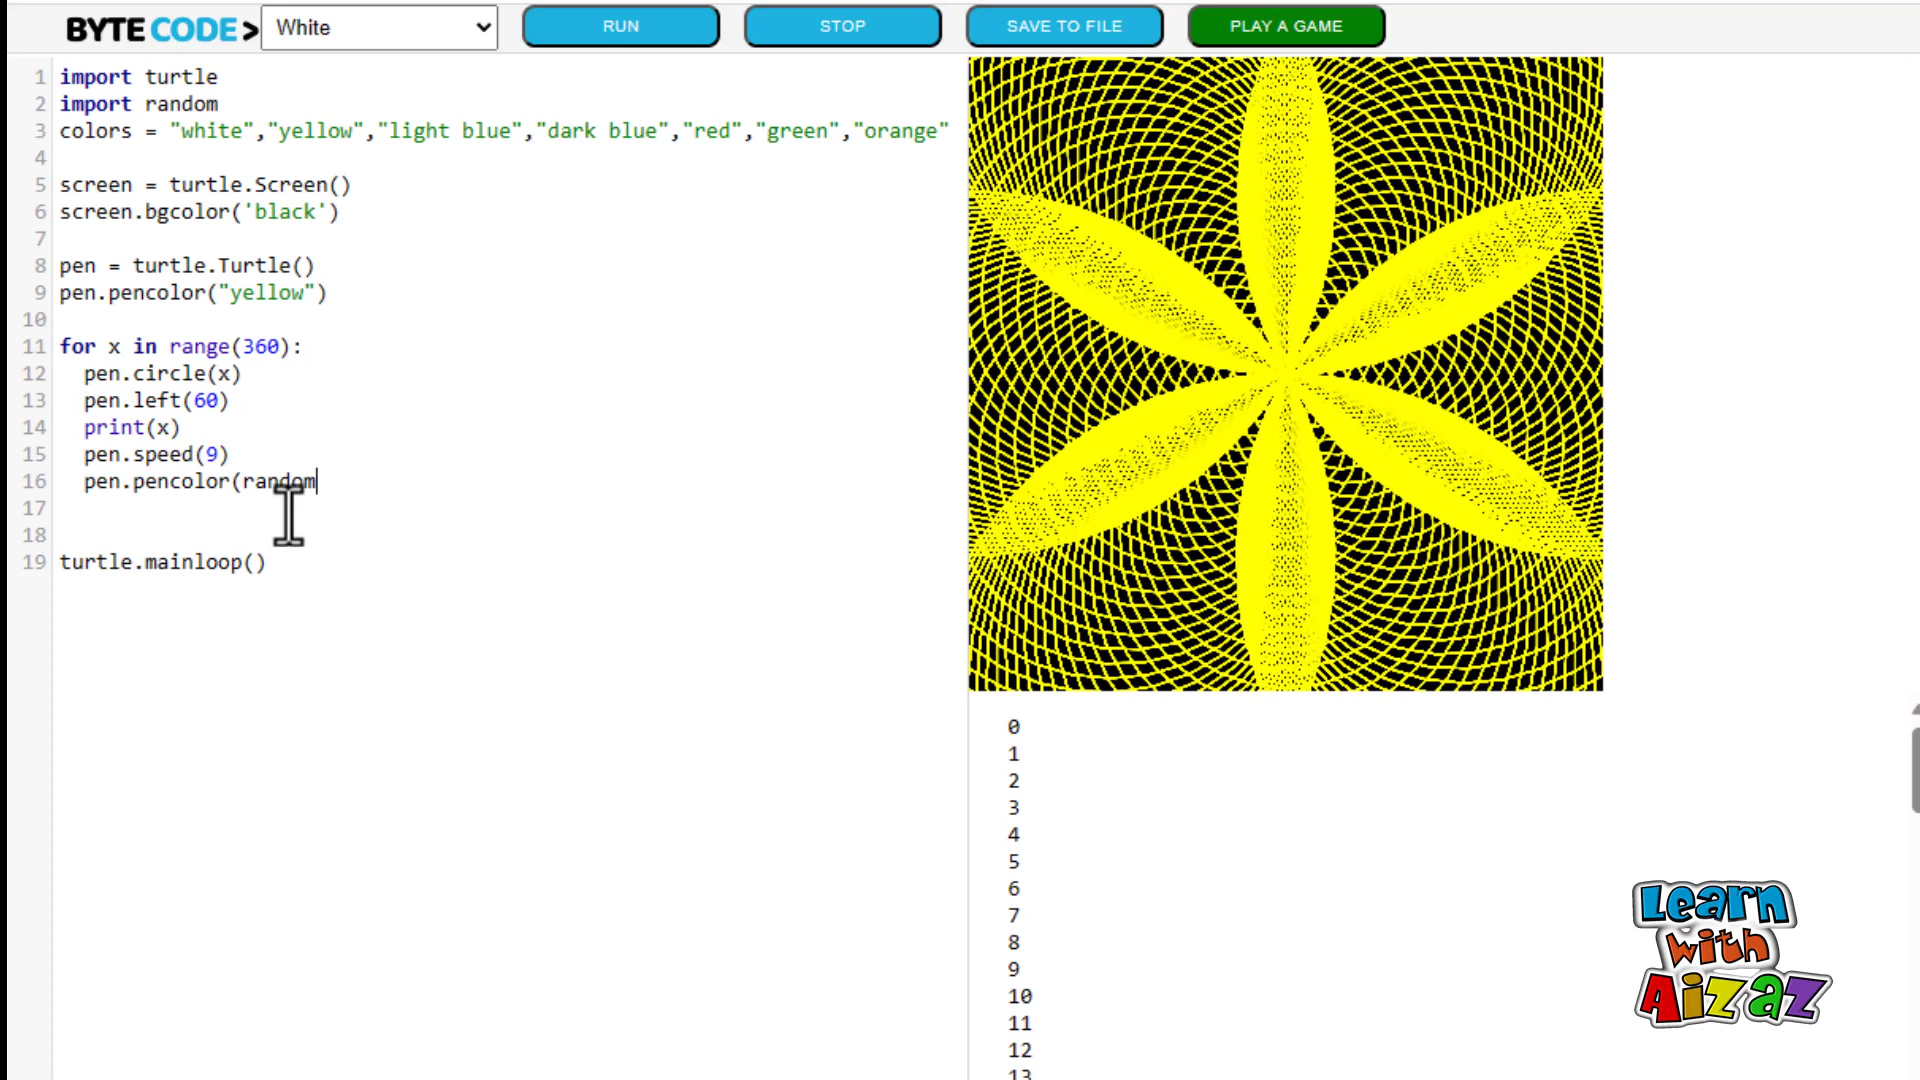 BYTE CODE> White RUN STOP SAVE TO FILE PLAY A GAME
1 import turtle
2 import random
3 colors = "white","yellow","light blue","dark blue","red","green","orange"
4
5 screen = turtle.Screen()
6 screen.bgcolor('black')
7
8 pen = turtle.Turtle()
9 pen.pencolor("yellow")
10
11 for x in range(360):
12 pen.circle(x)
13 pen.left(60)
14 print(x)
15 pen.speed(9)
16 pen.pencolor(random
17
18
19 turtle.mainloop()
0
1
2
3
4
5
6
7
8
9
10
11
12
13
Learn
with
Aizaz